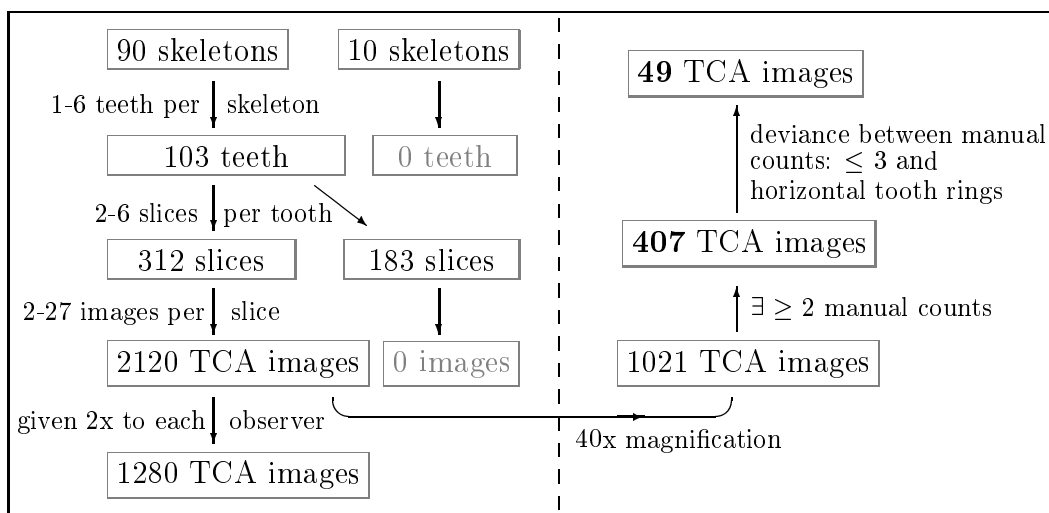 90 skeletons
10 skeletons
1-6 teeth per skeleton
103 teeth
0 teeth
2-6 slices per tooth
312 slices
183 slices
2-27 images per slice
2120 TCA images
0 images
given 2x to each observer
1280 TCA images
49 TCA images
deviance between manual
counts: ≤ 3 and
horizontal tooth rings
407 TCA images
∃ ≥ 2 manual counts
1021 TCA images
40x magnification